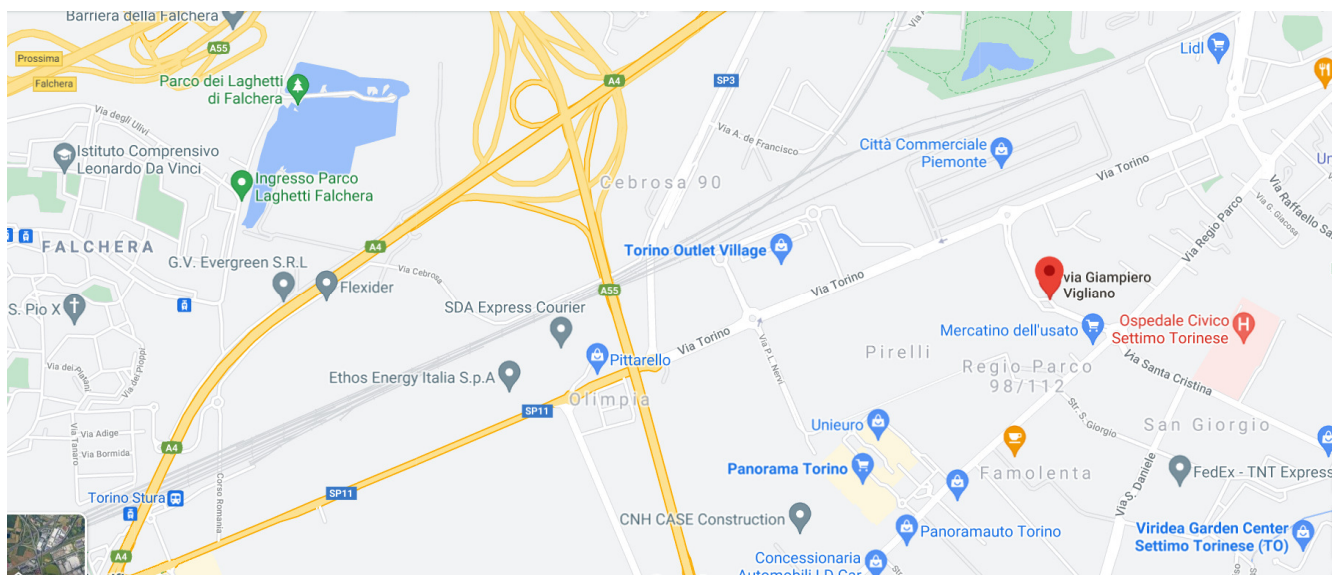 Barriera della Falchera
A55
Prossima
Falchera
Parco dei Laghetti
di Falchera
A4
SP3
Lidl
Via degli Ulivi
Via A. de Francisco
Istituto Comprensivo
Leonardo Da Vinci
Città Commerciale
Piemonte
Via Torino
Ingresso Parco
Laghetti Falchera
Cebrosa 90
Via Raffaello Sa
Via G. Giacosa
Via Regio Parco
FALCHERA
A4
Torino Outlet Village
G.V. Evergreen S.R.L
Via Cebrosa
Flexider
Via Torino
via Giampiero
Vigliano
A55
S. Pio X
SDA Express Courier
Mercatino dell'usato
Ospedale Civico
Settimo Torinese
Via Torino
Pittarello
Pirelli
Via P.L. Nervi
Regio Parco
98/112
Via Santa Cristina
Via dei Platani
Via dei Pioppi
Ethos Energy Italia S.p.A
Olimpia
SP11
Str. S. Giorgio
San Giorgio
Unieuro
Via Adige
Via Tanaro
Via Bormida
A4
Panorama Torino
Famolenta
FedEx - TNT Express
Via S. Daniele
Torino Stura
Corso Romania
SP11
CNH CASE Construction
Panoramauto Torino
Viridea Garden Center
Settimo Torinese (TO)
A4
Concessionaria
Automobili I.D Car